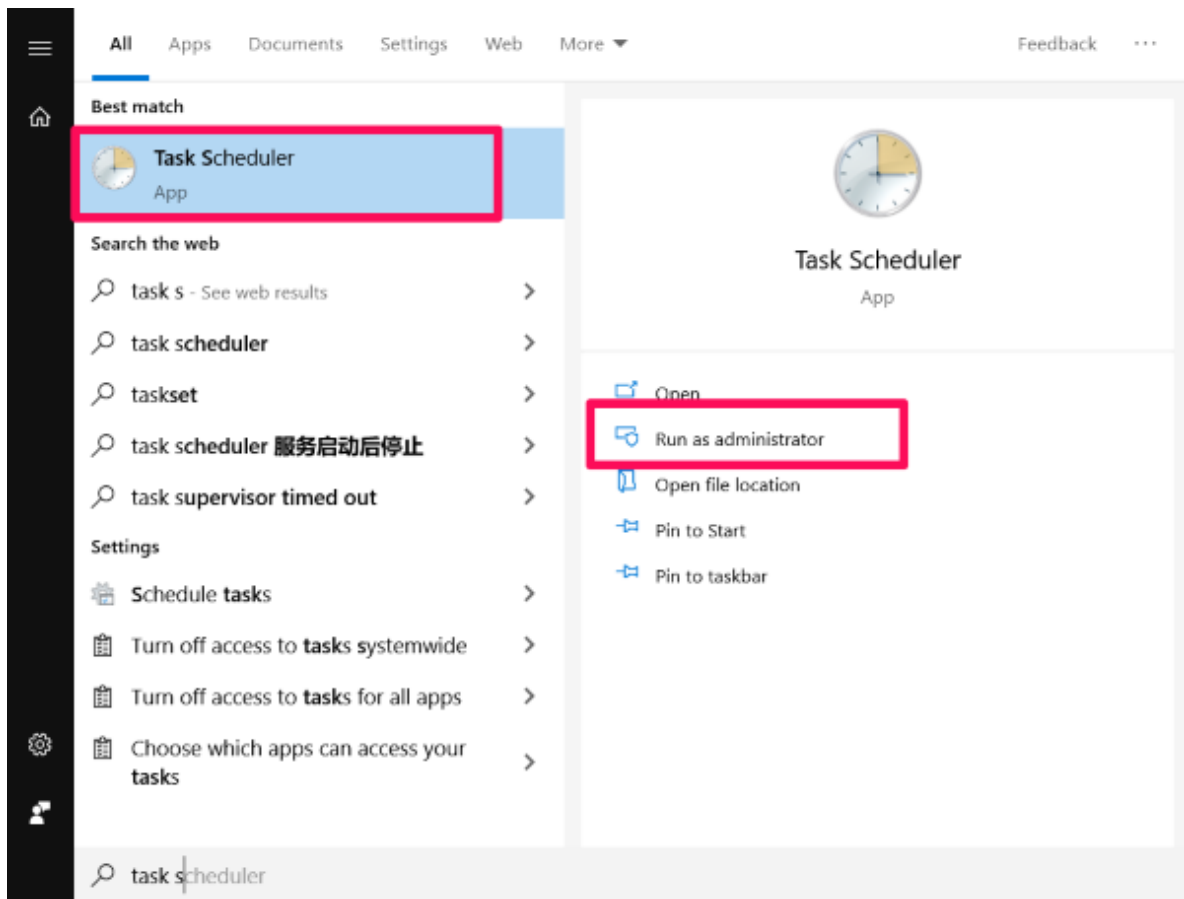 All Apps Documents Settings Web More Feedback ···
Best match
Task Scheduler
App
Search the web
task s - See web results
task scheduler
taskset
task scheduler 服务启动后停止
task supervisor timed out
Settings
Schedule tasks
Turn off access to tasks systemwide
Turn off access to tasks for all apps
Choose which apps can access your
tasks
Task Scheduler
App
Open
Run as administrator
Open file location
Pin to Start
Pin to taskbar
task scheduler